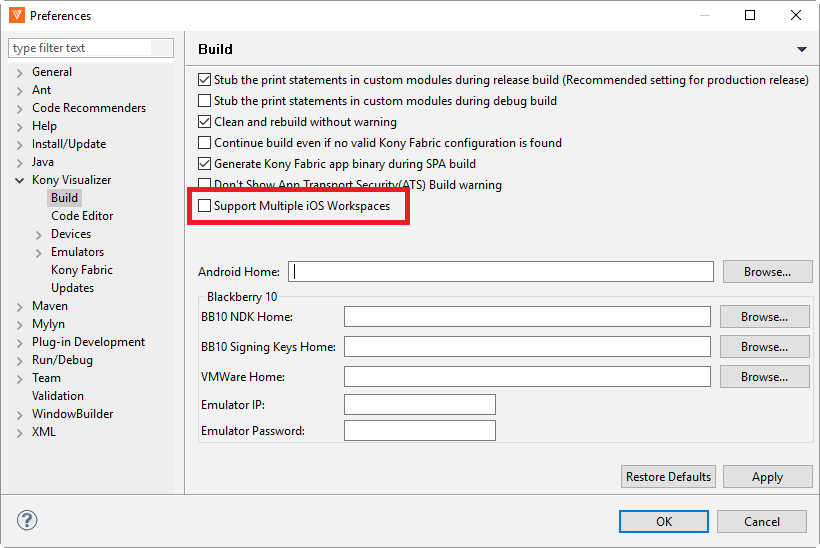 Preferences
type filter text
General
Ant
Code Recommenders
Help
Install/Update
Java
Kony Visualizer
Build
Code Editor
Devices
Emulators
Kony Fabric
Updates
Maven
Mylyn
Plug-in Development
Run/Debug
Team
Validation
WindowBuilder
XML
Build
Stub the print statements in custom modules during release build (Recommended setting for production release)
Stub the print statements in custom modules during debug build
Clean and rebuild without warning
Continue build even if no valid Kony Fabric configuration is found
Generate Kony Fabric app binary during SPA build
Don't Show App Transport Security(ATS) Build warning
Support Multiple iOS Workspaces
Android Home: Browse...
Blackberry 10
BB10 NDK Home: Browse...
BB10 Signing Keys Home: Browse...
VMWare Home: Browse...
Emulator IP:
Emulator Password:
Restore Defaults Apply
? OK Cancel